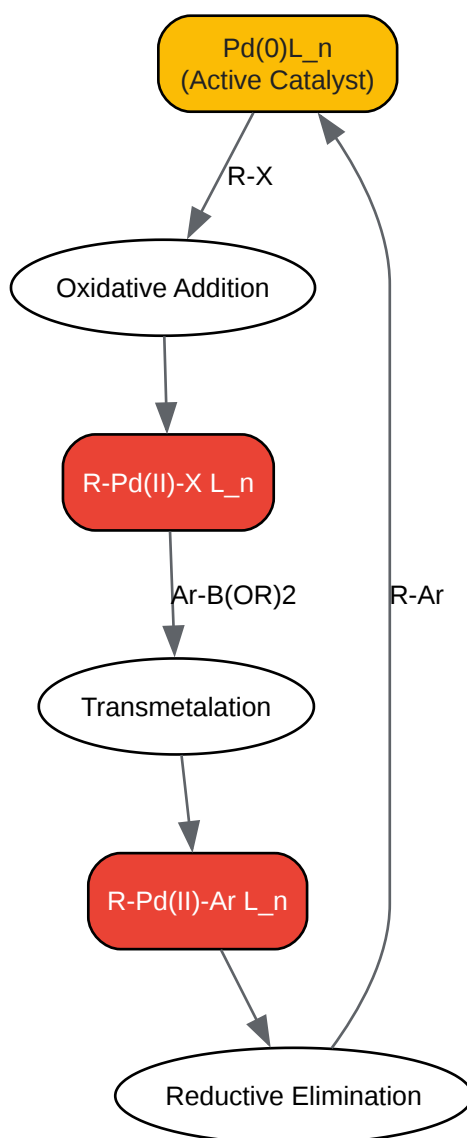 Pd(0)L_n
(Active Catalyst)
R-X
Oxidative Addition
R-Pd(II)-X L_n
Ar-B(OR)2
R-Ar
Transmetalation
R-Pd(II)-Ar L_n
Reductive Elimination